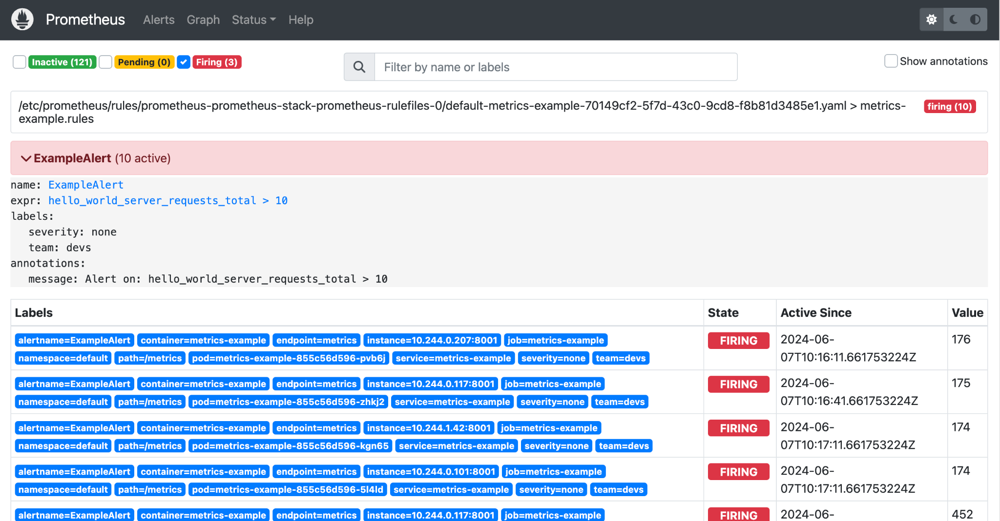 Prometheus Alerts Graph Status Help
Inactive (121) Pending (0) Firing (3) Filter by name or labels Show annotations
/etc/prometheus/rules/prometheus-prometheus-stack-prometheus-rulefiles-0/default-metrics-example-70149cf2-5f7d-43c0-9cd8-f8b81d3485e1.yaml > metrics- firing (10)
example.rules
ExampleAlert (10 active)
name: ExampleAlert
expr: hello_world_server_requests_total > 10
labels:
severity: none
team: devs
annotations:
message: Alert on: hello_world_server_requests_total > 10
Labels State Active Since Value
alertname=ExampleAlert container=metrics-example endpoint=metrics instance=10.244.0.207:8001 job=metrics-example FIRING 2024-06- 176
namespace=default path=/metrics pod=metrics-example-855c56d596-pvb6j service=metrics-example severity=none team=devs 07T10:16:11.661753224Z
alertname=ExampleAlert container=metrics-example endpoint=metrics instance=10.244.0.117:8001 job=metrics-example FIRING 2024-06- 175
namespace=default path=/metrics pod=metrics-example-855c56d596-zhkj2 service=metrics-example severity=none team=devs 07T10:16:41.661753224Z
alertname=ExampleAlert container=metrics-example endpoint=metrics instance=10.244.1.42:8001 job=metrics-example FIRING 2024-06- 174
namespace=default path=/metrics pod=metrics-example-855c56d596-kgn65 service=metrics-example severity=none team=devs 07T10:17:11.661753224Z
alertname=ExampleAlert container=metrics-example endpoint=metrics instance=10.244.0.101:8001 job=metrics-example FIRING 2024-06- 174
namespace=default path=/metrics pod=metrics-example-855c56d596-5l4ld service=metrics-example severity=none team=devs 07T10:17:11.661753224Z
alertname=ExampleAlert container=metrics-example endpoint=metrics instance=10.244.0.117:8001 job=metrics-example FIRING 2024-06- 452